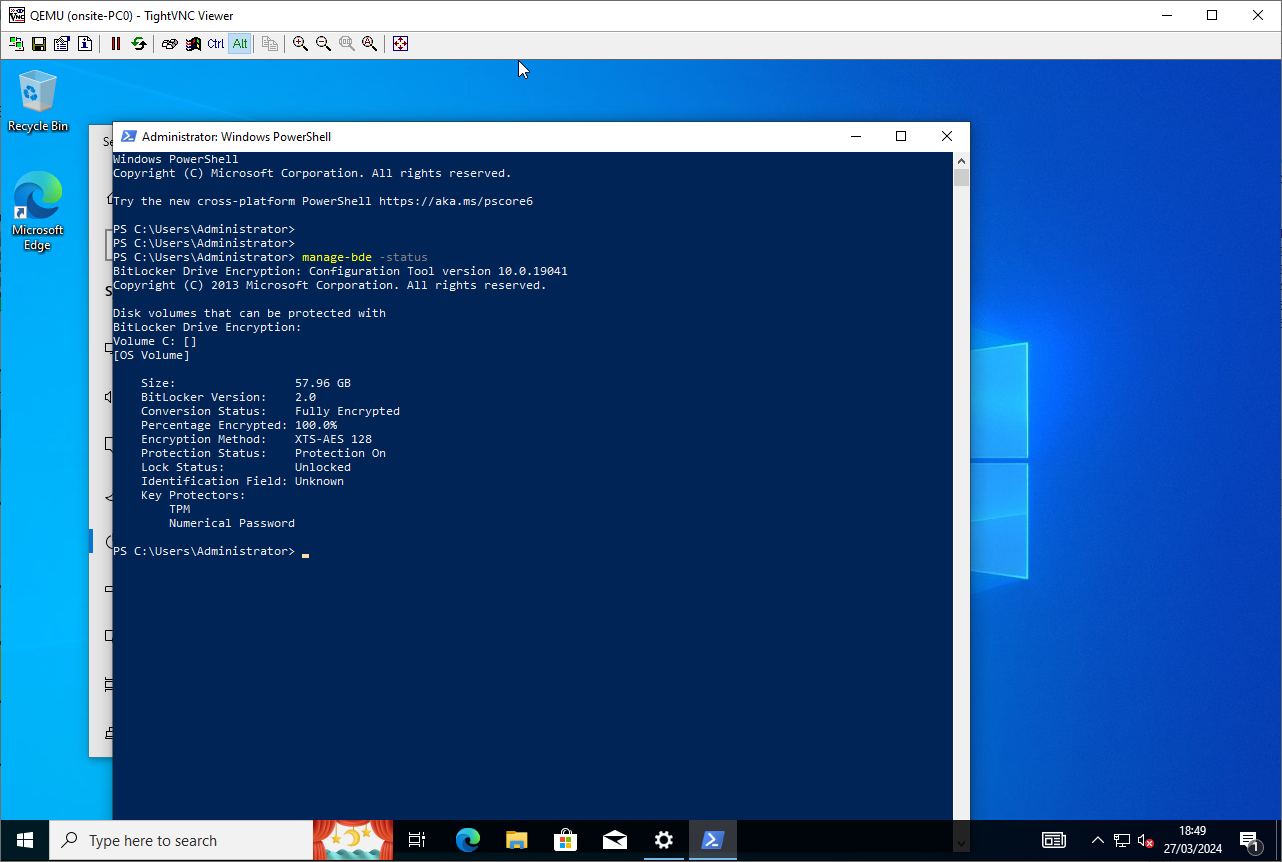 QEMU (onsite-PC0) - TightVNC Viewer
Ctrl Alt
Recycle Bin
Microsoft
Edge
Se
S
Administrator: Windows PowerShell
Windows PowerShell
Copyright (C) Microsoft Corporation. All rights reserved.
Try the new cross-platform PowerShell https://aka.ms/pscore6
PS C:\Users\Administrator>
PS C:\Users\Administrator>
PS C:\Users\Administrator> manage-bde -status
BitLocker Drive Encryption: Configuration Tool version 10.0.19041
Copyright (C) 2013 Microsoft Corporation. All rights reserved.
Disk volumes that can be protected with
BitLocker Drive Encryption:
Volume C: []
[OS Volume]
Size: 57.96 GB
BitLocker Version: 2.0
Conversion Status: Fully Encrypted
Percentage Encrypted: 100.0%
Encryption Method: XTS-AES 128
Protection Status: Protection On
Lock Status: Unlocked
Identification Field: Unknown
Key Protectors:
TPM
Numerical Password
PS C:\Users\Administrator>
Type here to search
18:49
27/03/2024
1